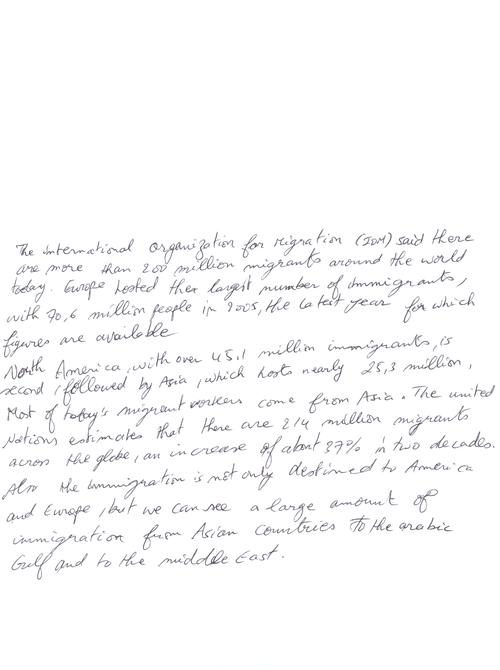 The international organization for Migration (IOM) said there
are more than 200 million migrants around the world
today. Europe hosted ther largest number of immigrants,
with 70,6 million people in 2005, the latest year for which
figures are available
North America, with over 45,1 million immigrants, is
second, followed by Asia, which hosts nearly 25,3 million,
Most of today's migrant workers come from Asia. The united
Nations estimates that there are 214 million migrants
across the globe, an increase of about 37% in two decades.
Also the immigration is not only destined to America
and Europe, but we can see a large amount of
immigration from Asian countries to the arabic
Gulf and to the middle East.